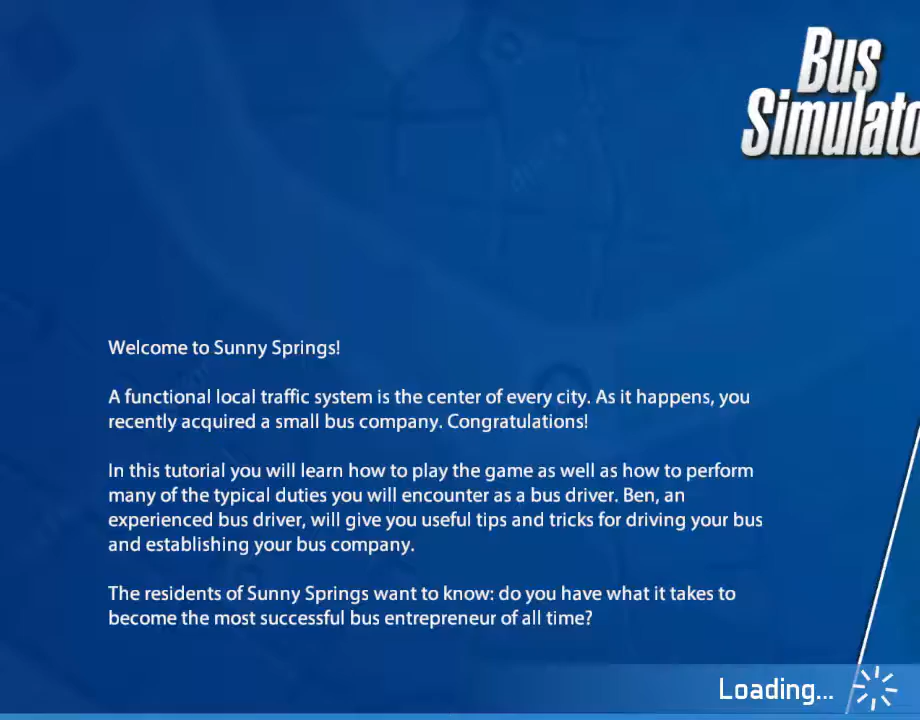 Bus
Simulato
Welcome to Sunny Springs!
A functional local traffic system is the center of every city. As it happens, you
recently acquired a small bus company. Congratulations!
In this tutorial you will learn how to play the game as well as how to perform
many of the typical duties you will encounter as a bus driver. Ben, an
experienced bus driver, will give you useful tips and tricks for driving your bus
and establishing your bus company.
The residents of Sunny Springs want to know: do you have what it takes to
become the most successful bus entrepreneur of all time?
Loading...